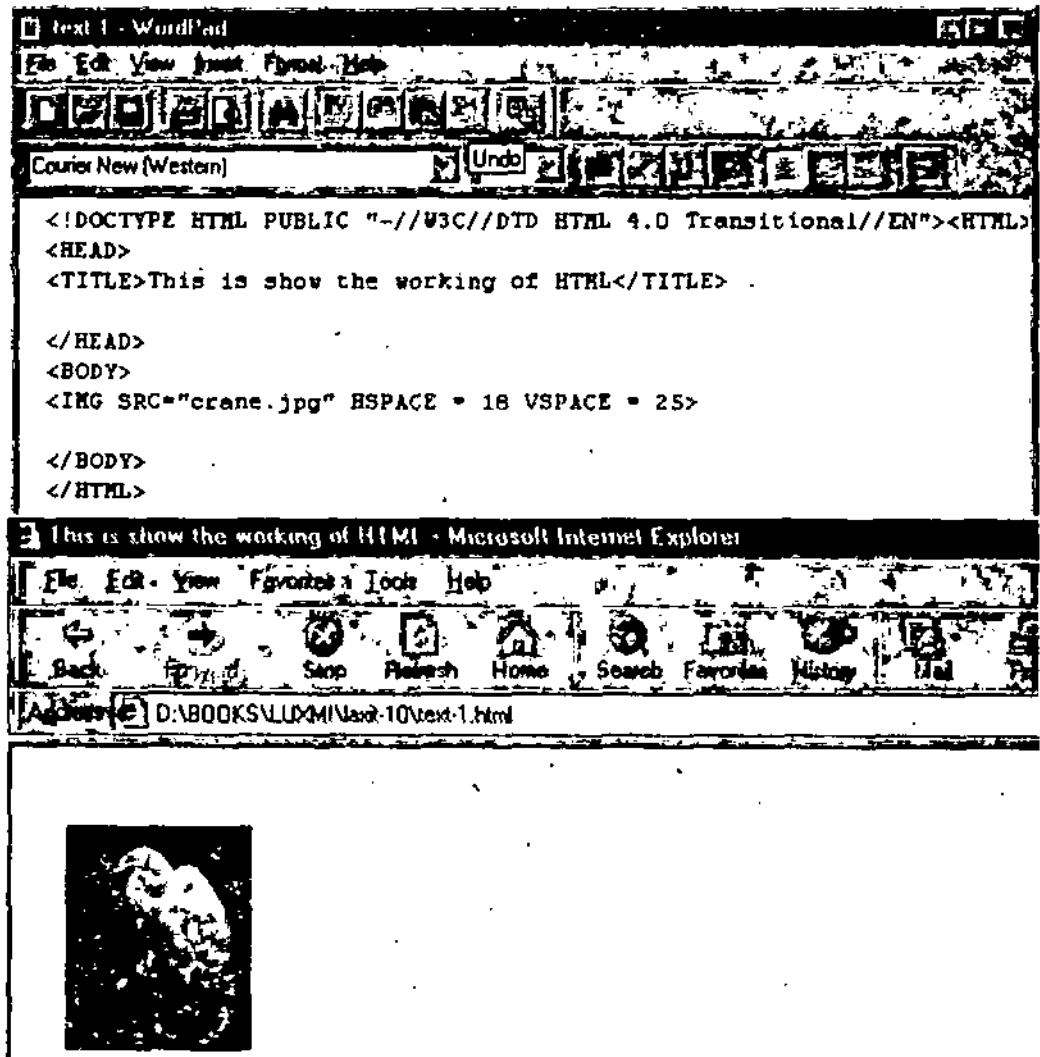 text 1 - WordPad
File Edit View Insert Format Help
Courier New (Western)
Undo
<!DOCTYPE HTML PUBLIC "-//W3C//DTD HTML 4.0 Transitional//EN"><HTML>
<HEAD>
<TITLE>This is show the working of HTML</TITLE>
</HEAD>
<BODY>
<IMG SRC="crane.jpg" HSPACE = 18 VSPACE = 25>
</BODY>
</HTML>
This is show the working of HTML - Microsoft Internet Explorer
File Edit View Favorites Tools Help
Back Forward Stop Refresh Home Search Favorites History Mail
Address D:\BOOKS\LUXMI\laxit-10\text-1.html